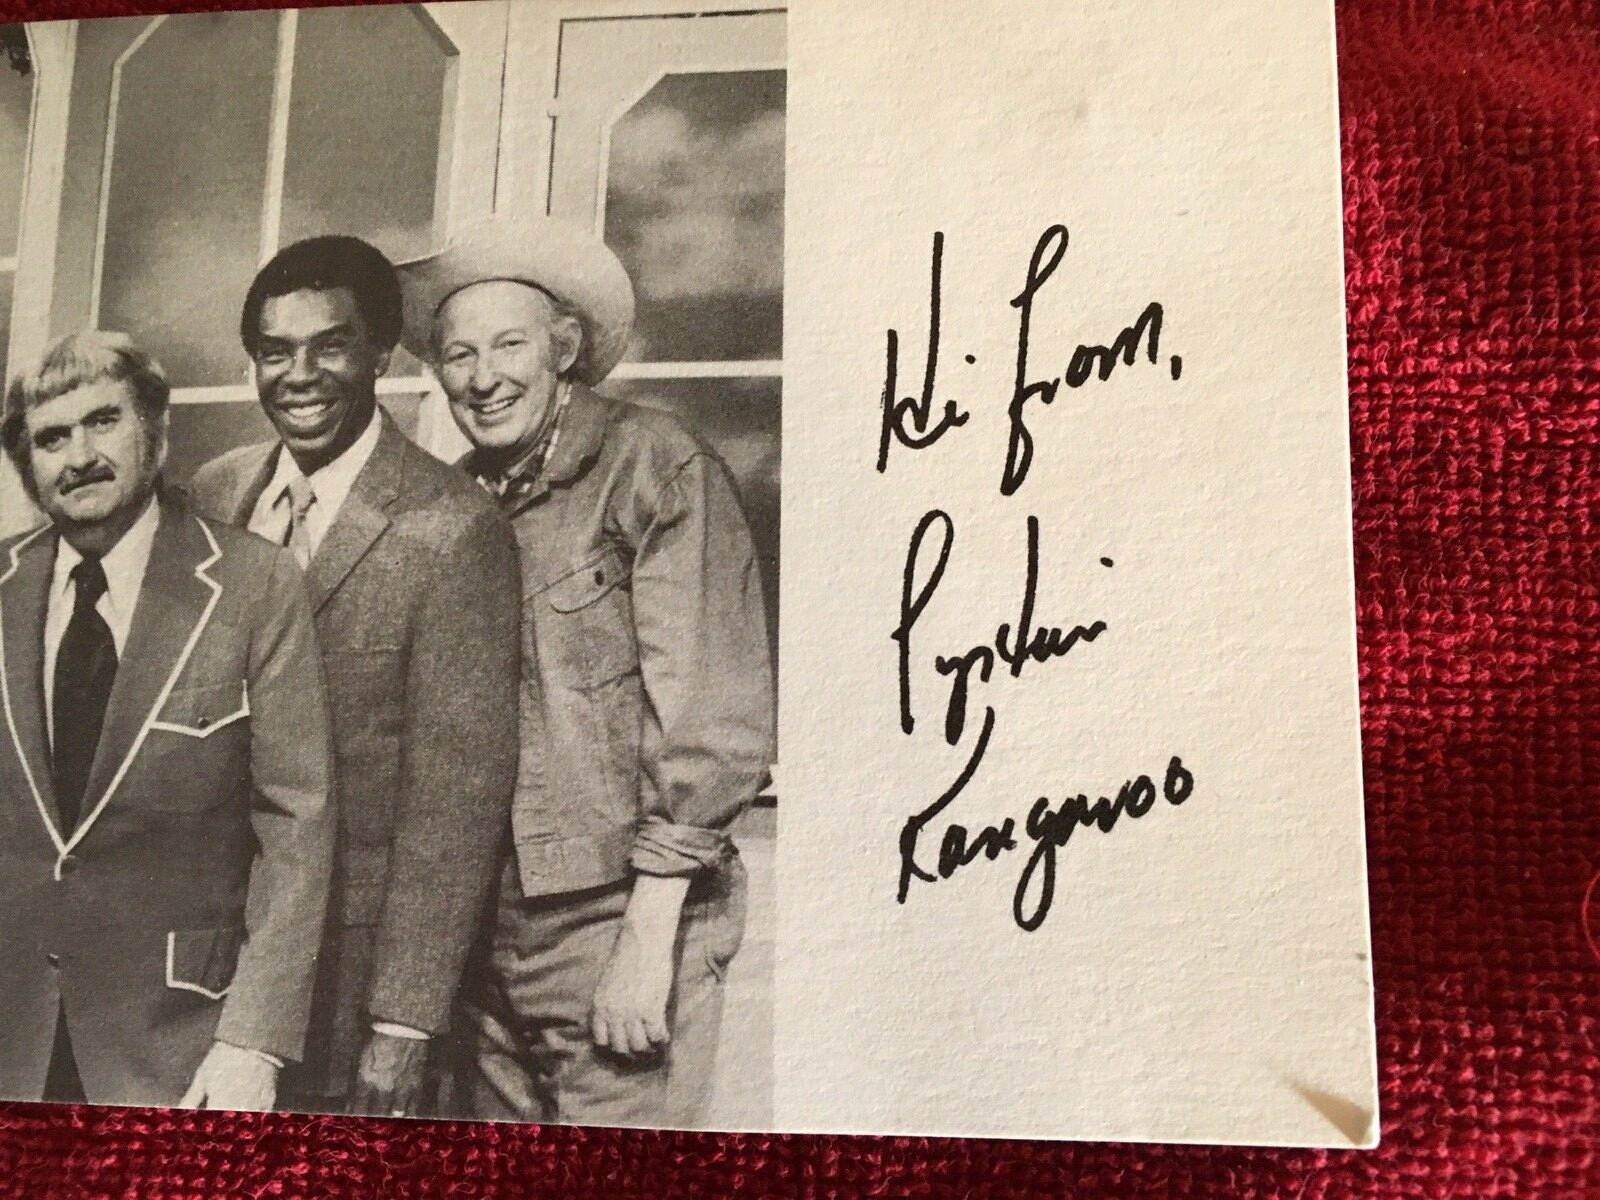 Hi from,
Captain
Kangaroo